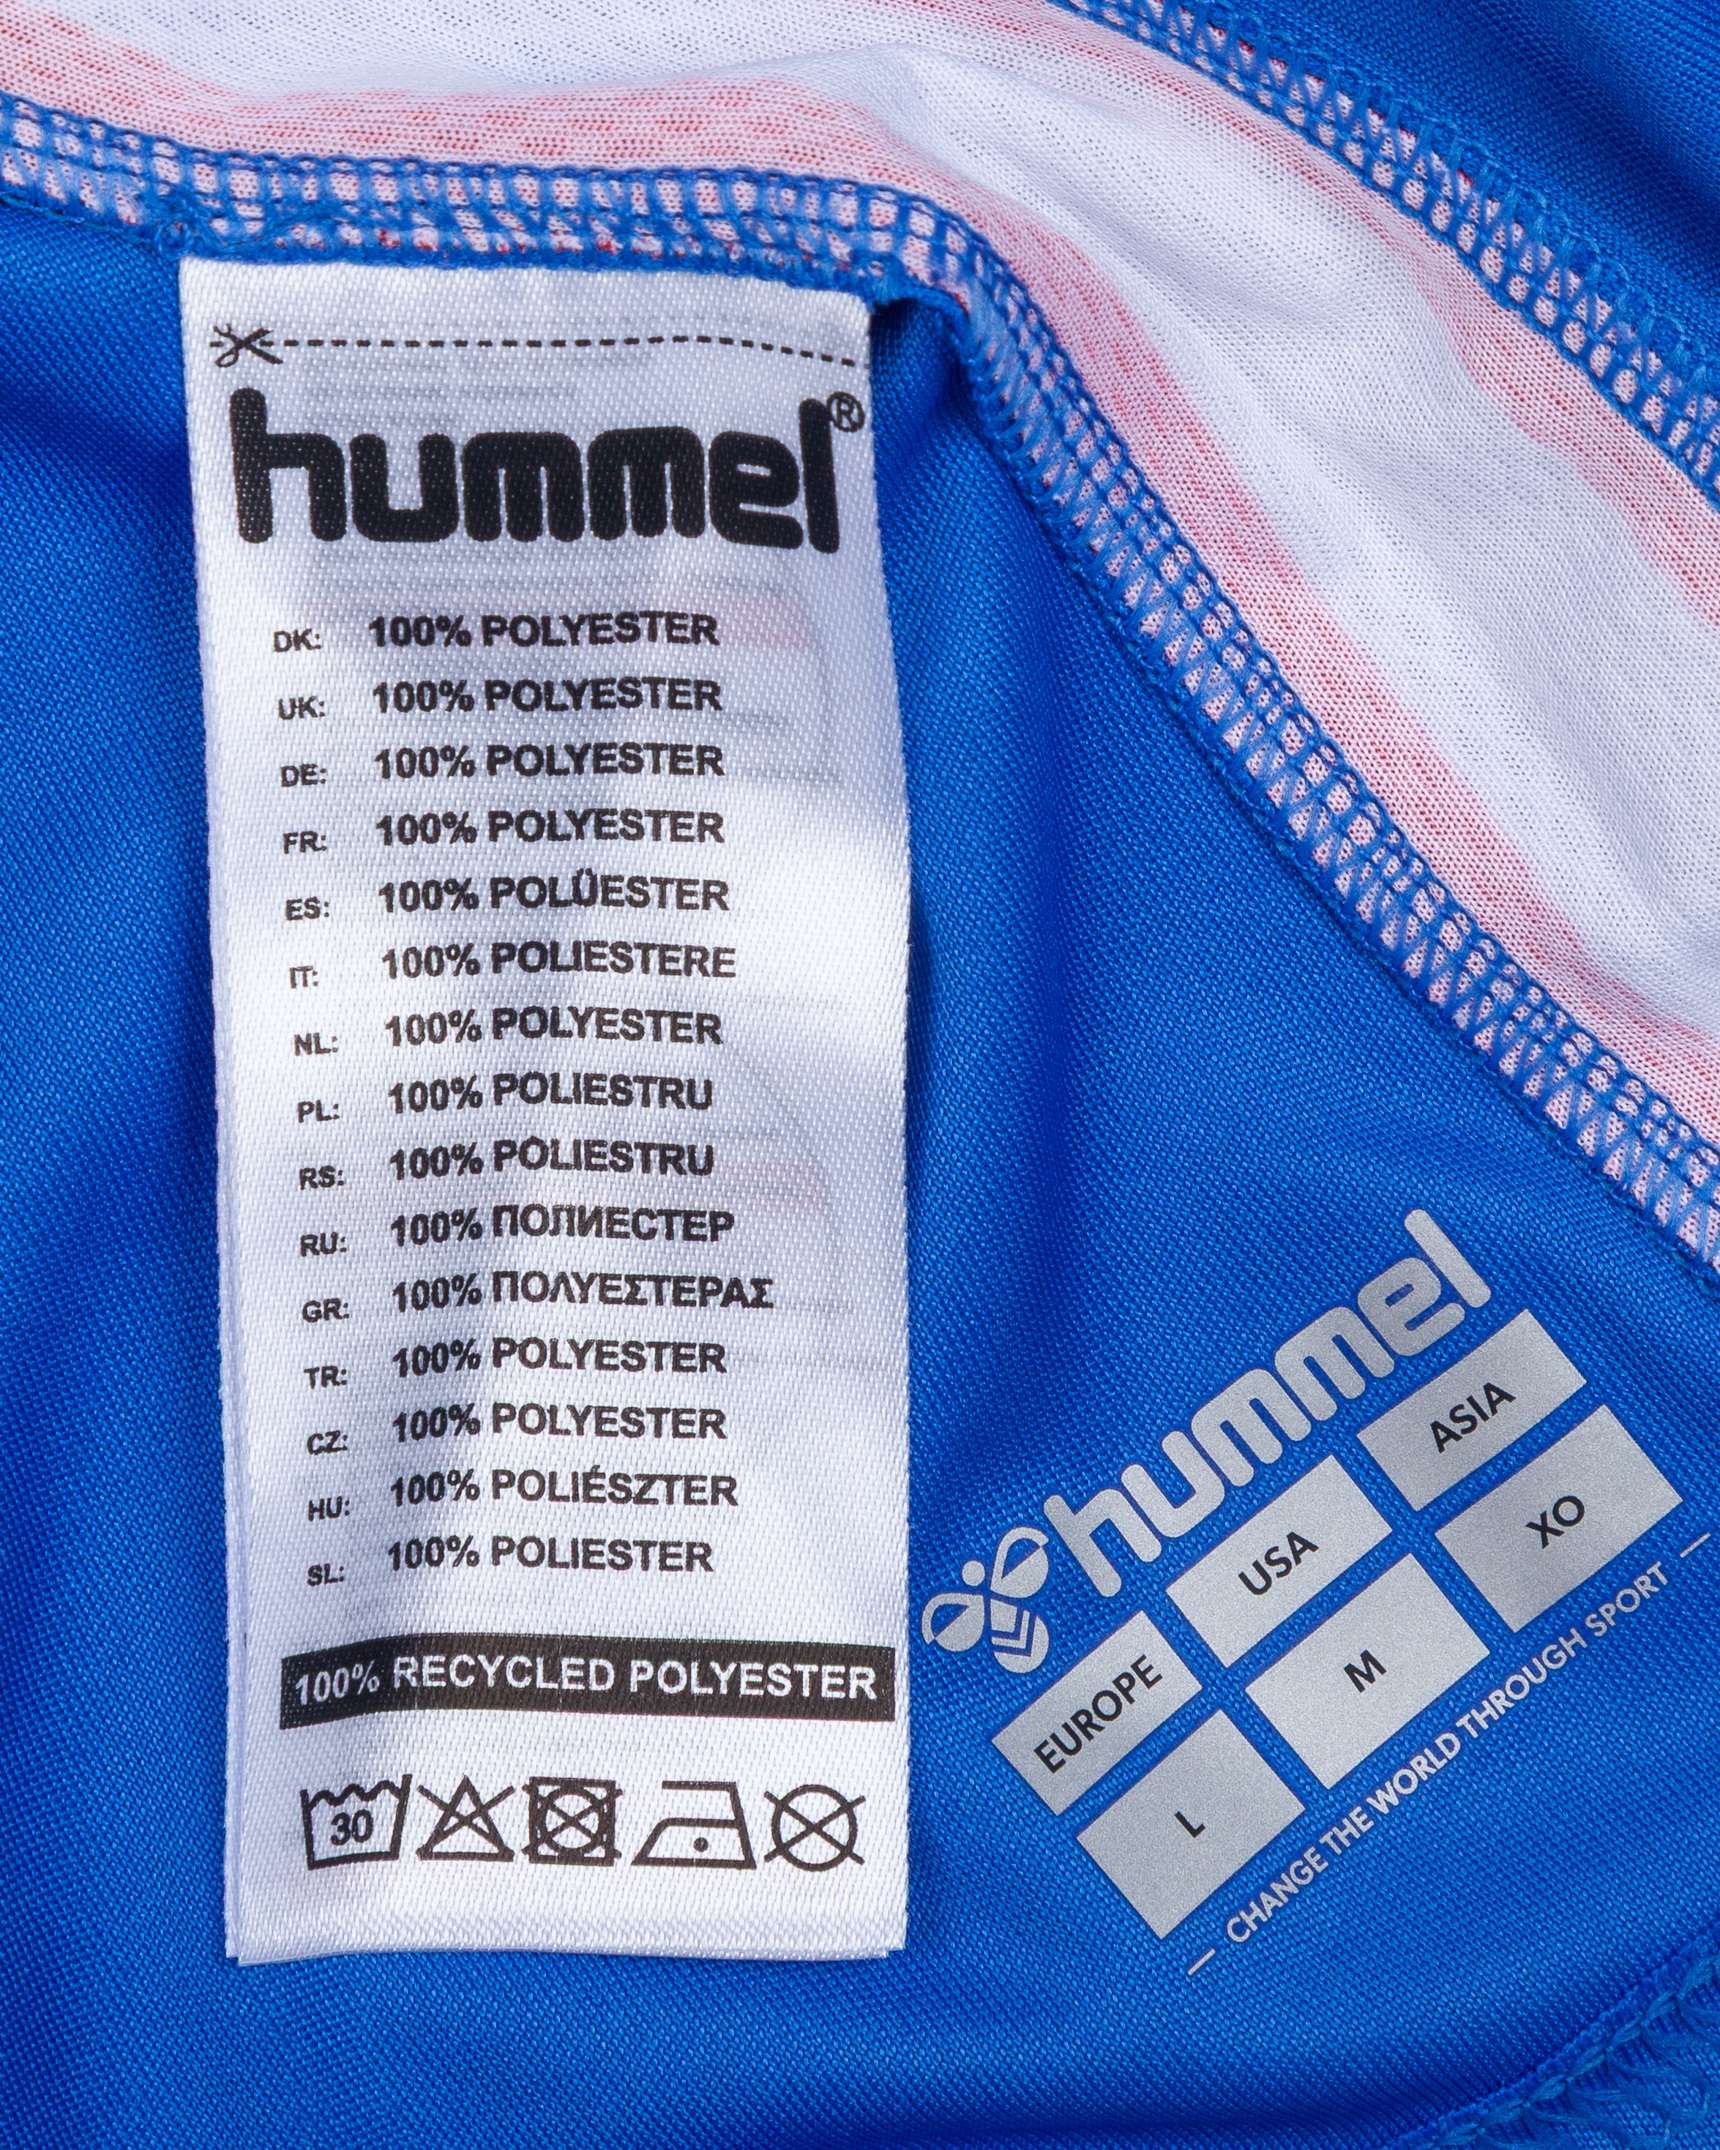 hummel®
DK: 100% POLYESTER
UK: 100% POLYESTER
DE: 100% POLYESTER
FR: 100% POLYESTER
ES: 100% POLÜESTER
IT: 100% POLIESTERE
NL: 100% POLYESTER
PL: 100% POLIESTRU
RS: 100% POLIESTRU
RU: 100% ПОЛИЕСТЕР
GR: 100% ΠΟΛΥΕΣΤΕΡΑΣ
TR: 100% POLYESTER
CZ: 100% POLYESTER
HU: 100% POLIÉSZTER
SL: 100% POLIESTER
100% RECYCLED POLYESTER
30
hummel
EUROPE USA ASIA
L M XO
CHANGE THE WORLD THROUGH SPORT